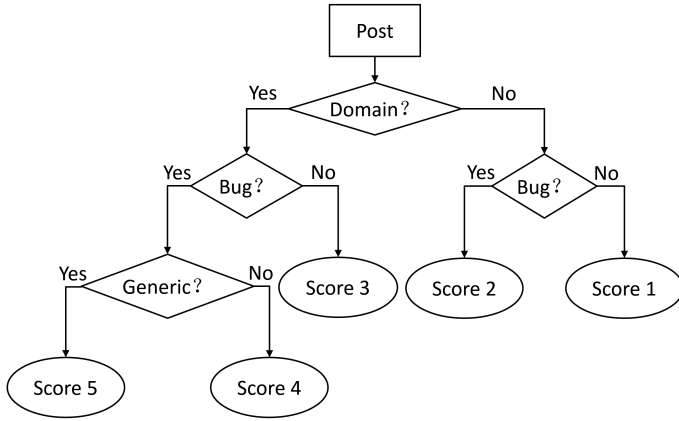 Post
Yes
Domain？
No
Yes
Bug？
No
Yes
Bug？
No
Yes
Generic？
No
Score 3
Score 2
Score 1
Score 5
Score 4